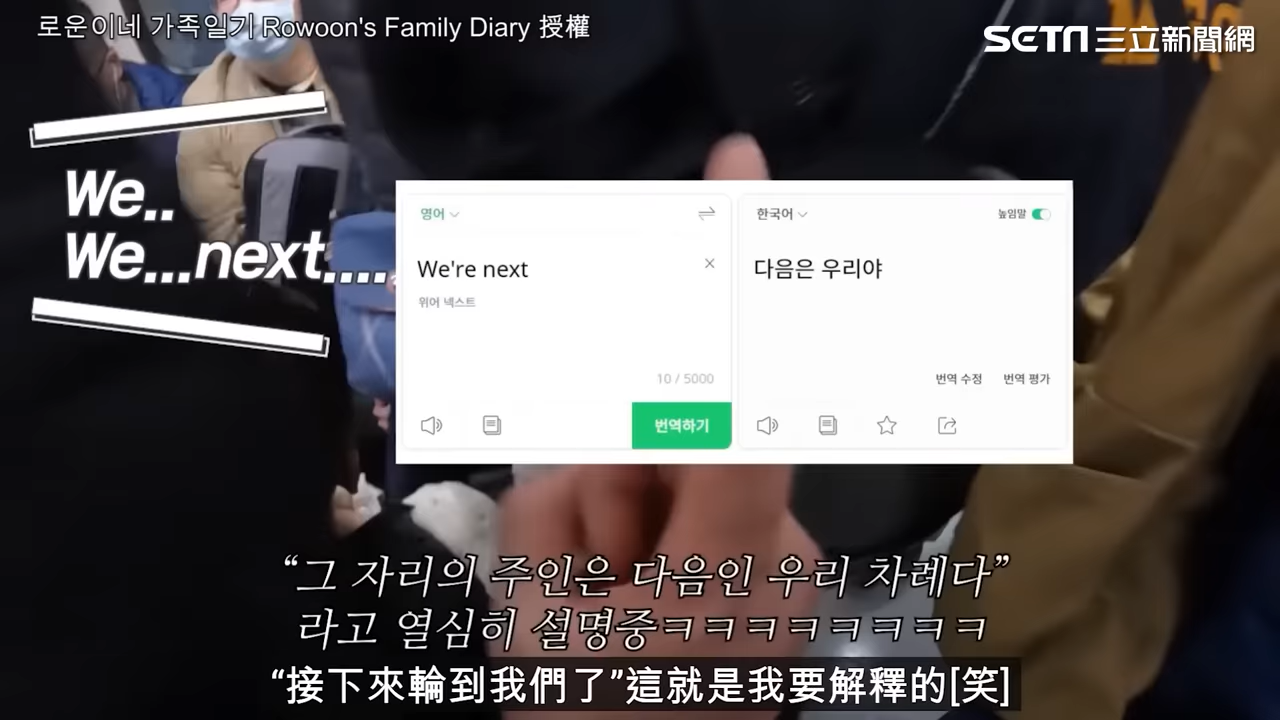 로운이네 가족일기 Rowoon's Family Diary 授權
SETN三立新聞網
We..
We...next....
영어
We're next
위어 넥스트
10 / 5000
번역하기
한국어
높임말
다음은 우리야
번역 수정 번역 평가
“그 자리의 주인은 다음인 우리 차례다”
라고 열심히 설명중ㅋㅋㅋㅋㅋㅋㅋㅋ
“接下來輪到我們了”這就是我要解釋的[笑]